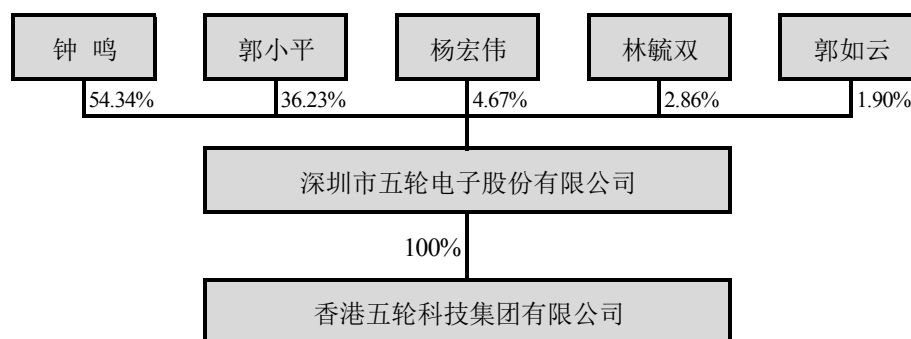 钟 鸣 郭小平 杨宏伟 林毓双 郭如云
54.34% 36.23% 4.67% 2.86% 1.90%
深圳市五轮电子股份有限公司
100%
香港五轮科技集团有限公司